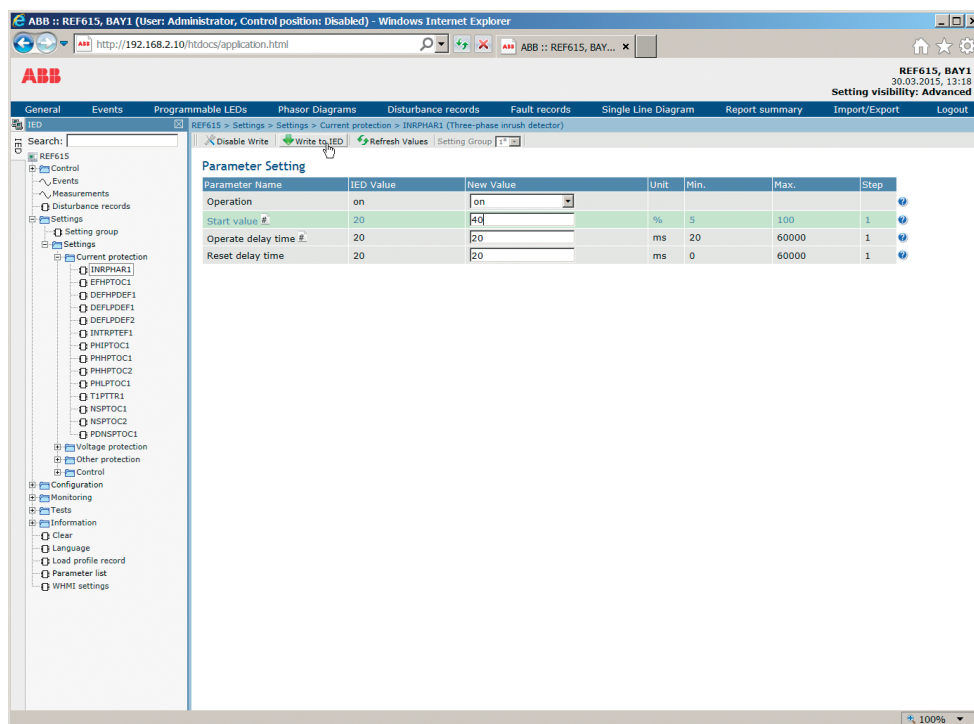 ABB :: REF615, BAY1 (User: Administrator, Control position: Disabled) - Windows Internet Explorer
ABB http://192.168.2.10/htdocs/application.html ABB ABB :: REF615, BAY... ×
ABB
REF615, BAY1
30.03.2015, 13:18
Setting visibility: Advanced
General Events Programmable LEDs Phasor Diagrams Disturbance records Fault records Single Line Diagram Report summary Import/Export Logout
IED
IED
REF615 > Settings > Settings > Current protection > INRPHAR1 (Three-phase inrush detector)
Search:
Disable Write Write to IED Refresh Values Setting Group 1*
REF615
Control
Events
Measurements
Disturbance records
Settings
Setting group
Settings
Current protection
INRPHAR1
EFHPTOC1
DEFHPDEF1
DEFLPDEF1
DEFLPDEF2
INTRPTEF1
PHIPTOC1
PHHPTOC1
PHHPTOC2
PHLPTOC1
T1PTTR1
NSPTOC1
NSPTOC2
PDNSPTOC1
Voltage protection
Other protection
Control
Configuration
Monitoring
Tests
Information
Clear
Language
Load profile record
Parameter list
WHMI settings
Parameter Setting
Parameter Name IED Value New Value Unit Min. Max. Step
Operation on on ?
Start value # 20 40 % 5 100 1 ?
Operate delay time # 20 20 ms 20 60000 1 ?
Reset delay time 20 20 ms 0 60000 1 ?
100%